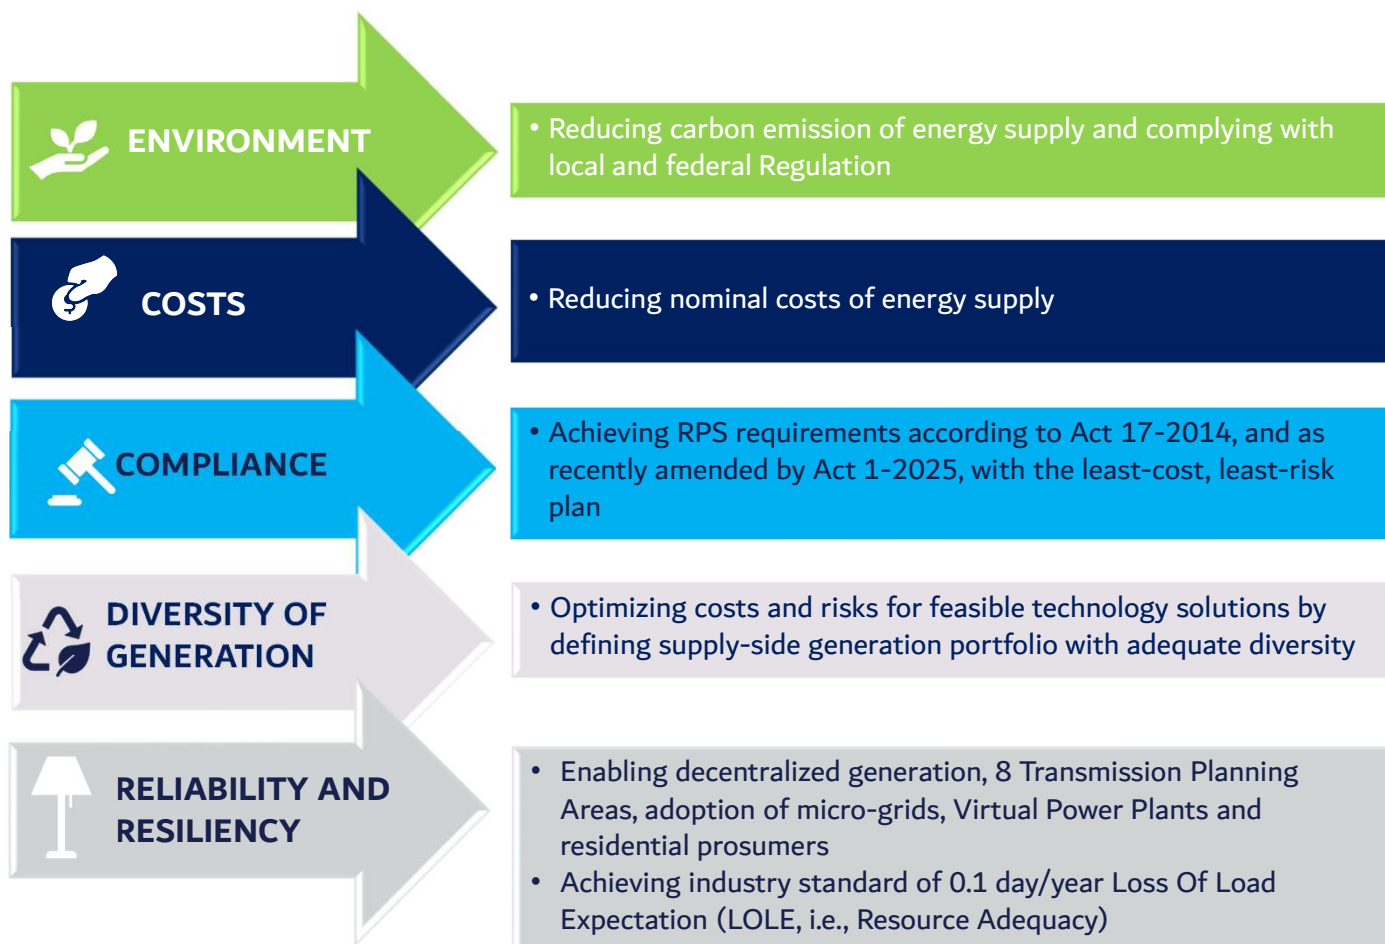 ENVIRONMENT
• Reducing carbon emission of energy supply and complying with
local and federal Regulation
COSTS
• Reducing nominal costs of energy supply
COMPLIANCE
• Achieving RPS requirements according to Act 17-2014, and as
recently amended by Act 1-2025, with the least-cost, least-risk
plan
DIVERSITY OF
GENERATION
• Optimizing costs and risks for feasible technology solutions by
defining supply-side generation portfolio with adequate diversity
RELIABILITY AND
RESILIENCY
• Enabling decentralized generation, 8 Transmission Planning
Areas, adoption of micro-grids, Virtual Power Plants and
residential prosumers
• Achieving industry standard of 0.1 day/year Loss Of Load
Expectation (LOLE, i.e., Resource Adequacy)